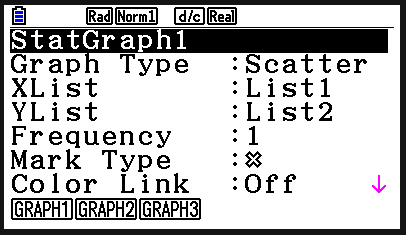 Rad Norm1 d/c Real
StatGraph1
Graph Type :Scatter
XList :List1
YList :List2
Frequency :1
Mark Type :
Color Link :Off
GRAPH1 GRAPH2 GRAPH3